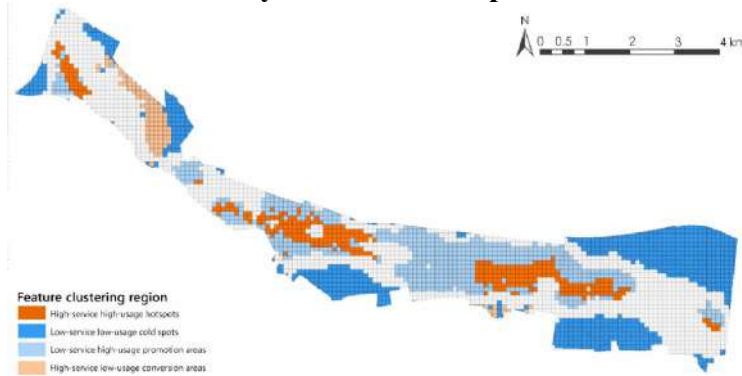 N
0 0.5 1 2 3 4 km
Feature clustering region
High-service high-usage hotspots
Low-service low-usage cold spots
Low-service high-usage promotion areas
High-service low-usage conversion areas